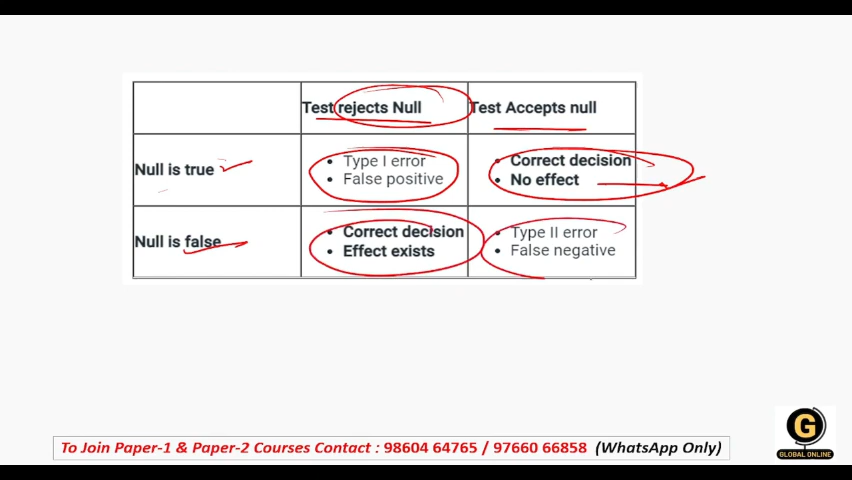 Test rejects Null
Test Accepts null
Null is true
• Type I error
• False positive
• Correct decision
• No effect
Null is false
• Correct decision
• Effect exists
• Type II error
• False negative
G
GLOBAL ONLINE
To Join Paper-1 & Paper-2 Courses Contact : 98604 64765 / 97660 66858 (WhatsApp Only)